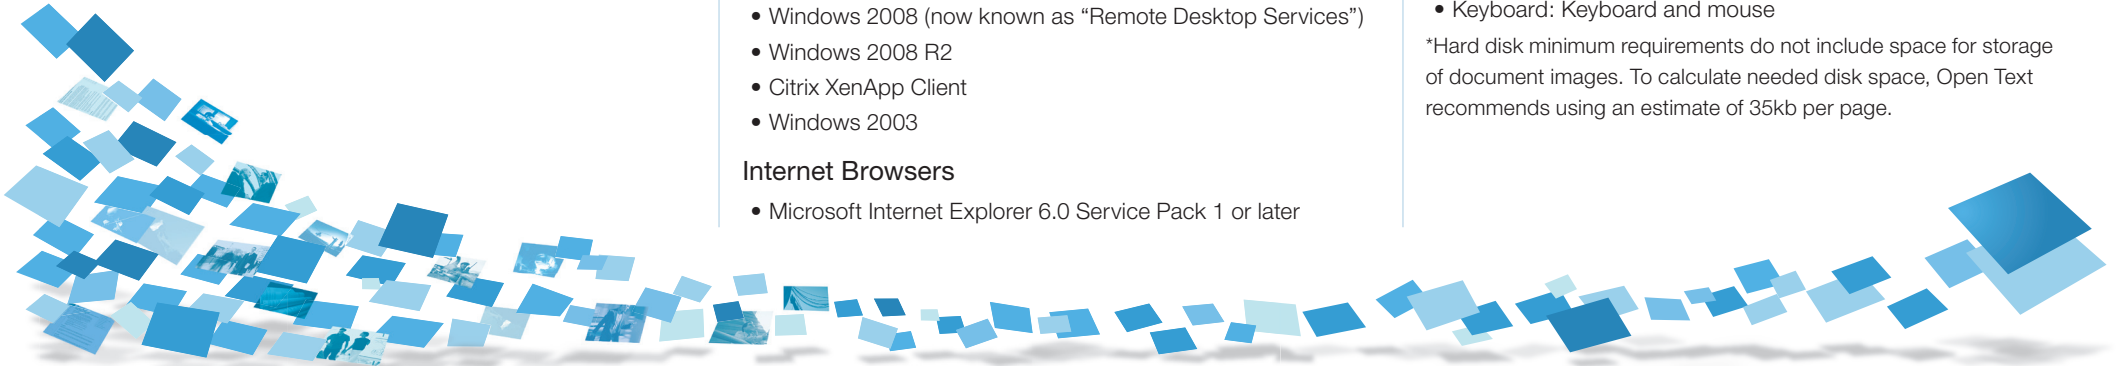 • Windows 2008 (now known as “Remote Desktop Services”)
• Windows 2008 R2
• Citrix XenApp Client
• Windows 2003
Internet Browsers
• Microsoft Internet Explorer 6.0 Service Pack 1 or later
• Keyboard: Keyboard and mouse
*Hard disk minimum requirements do not include space for storage
of document images. To calculate needed disk space, Open Text
recommends using an estimate of 35kb per page.